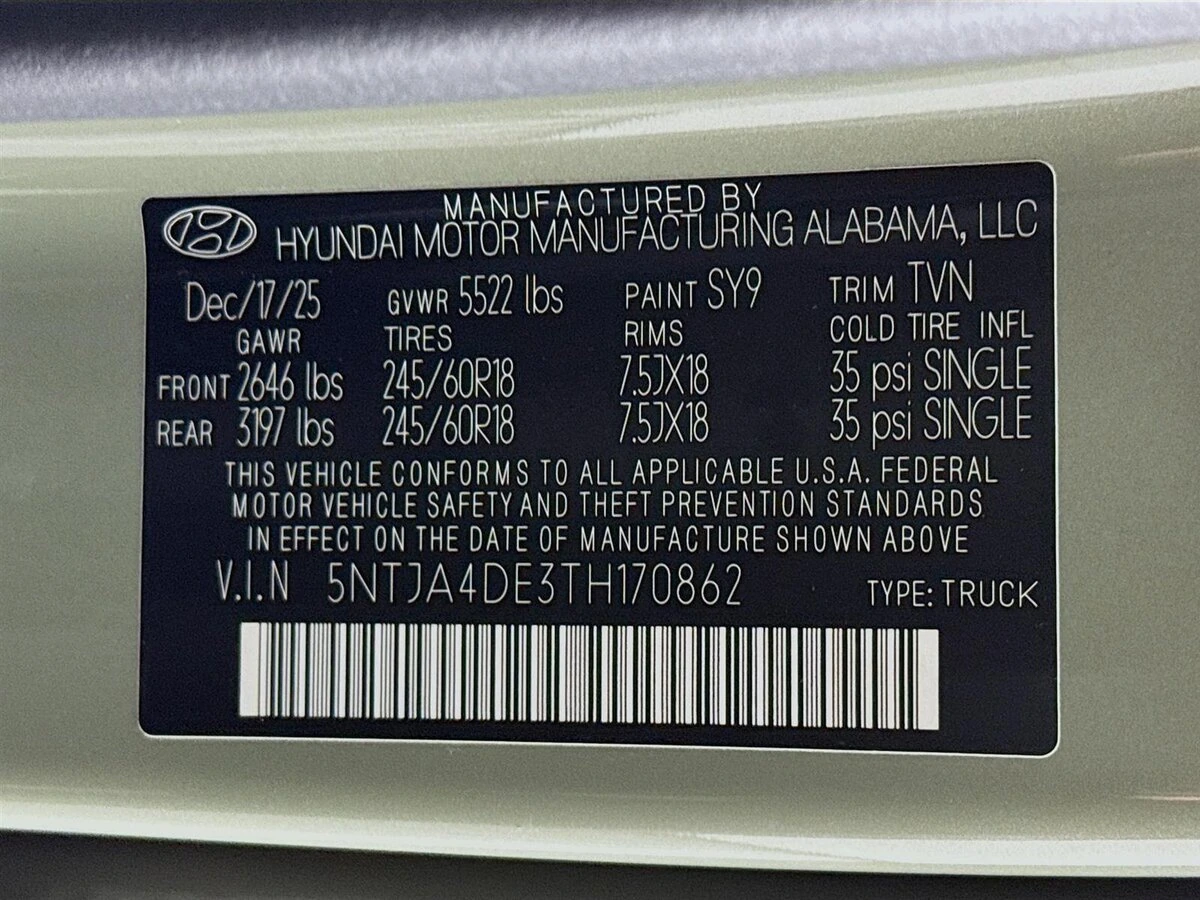 MANUFACTURED BY
HYUNDAI MOTOR MANUFACTURING ALABAMA, LLC
Dec/17/25 GVWR 5522 lbs PAINT SY9 TRIM TVN
GAWR TIRES RIMS COLD TIRE INFL
FRONT 2646 lbs 245/60R18 7.5JX18 35 psi SINGLE
REAR 3197 lbs 245/60R18 7.5JX18 35 psi SINGLE
THIS VEHICLE CONFORMS TO ALL APPLICABLE U.S.A. FEDERAL
MOTOR VEHICLE SAFETY AND THEFT PREVENTION STANDARDS
IN EFFECT ON THE DATE OF MANUFACTURE SHOWN ABOVE
V.I.N 5NTJA4DE3TH170862 TYPE: TRUCK